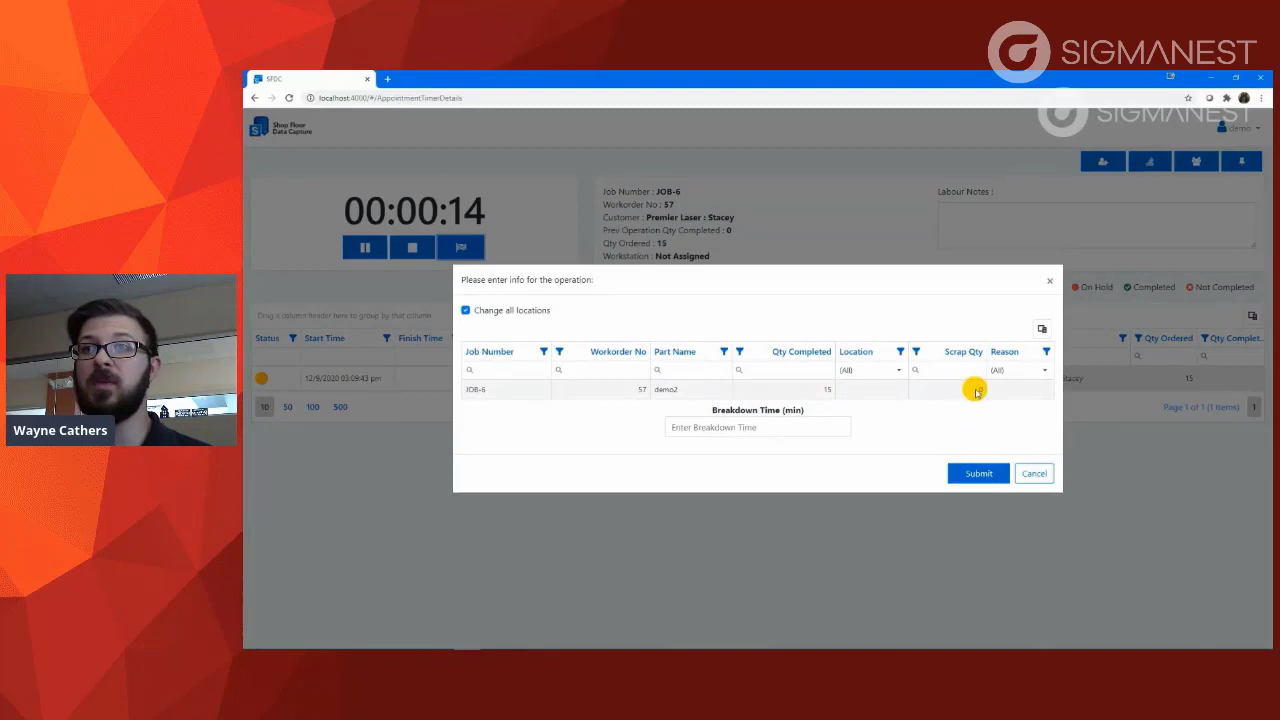 SIGMANEST
SFDC
localhost:4000/#/AppointmentTimerDetails
SIGMANEST
Shop Floor
Data Capture
demo
00:00:14
Job Number : JOB-6
Workorder No : 57
Customer : Premier Laser : Stacey
Prev Operation Qty Completed : 0
Qty Ordered : 15
Workstation : Not Assigned
Labour Notes :
Please enter info for the operation:
On Hold Completed Not Completed
Change all locations
Drag a column header here to group by that column
Status Start Time Finish Time
Qty Ordered Qty Complet...
Job Number Workorder No Part Name Qty Completed Location Scrap Qty Reason
(All) (All)
12/9/2020 03:09:43 pm
Stacey 15
JOB-6 57 demo2 15
10 50 100 500
Page 1 of 1 (1 items) 1
Breakdown Time (min)
Enter Breakdown Time
Submit Cancel
Wayne Cathers